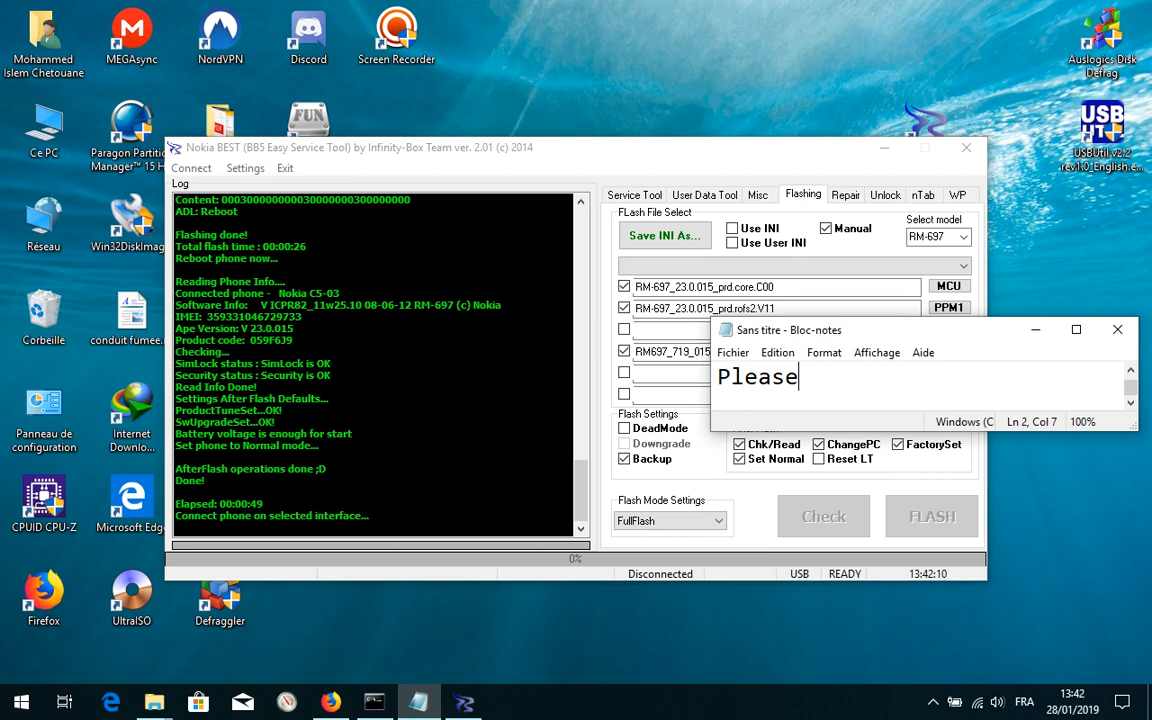 Mohammed
Islem Chetouane
MEGAsync
NordVPN
Discord
Screen Recorder
Auslogics Disk
Defrag
Ce PC
Paragon Partiti
Manager™ 15 H
FUN
USB
UT
USBUtil v2.2
rev1.0_English.e...
Réseau
Win32DiskImag
Corbeille
conduit fumee.
Panneau de
configuration
Internet
Downlo...
CPUID CPU-Z
Microsoft Edge
Firefox
UltraISO
Defraggler
Nokia BEST (BB5 Easy Service Tool) by Infinity-Box Team ver. 2.01 (c) 2014
Connect Settings Exit
Log
Content: 000300000000030000000300000000
ADL: Reboot
Flashing done!
Total flash time : 00:00:26
Reboot phone now...
Reading Phone Info....
Connected phone - Nokia C5-03
Software Info: V ICPR82_11w25.10 08-06-12 RM-697 (c) Nokia
IMEI: 359331046729733
Ape Version: V 23.0.015
Product code: 059F6J9
Checking...
SimLock status : SimLock is OK
Security status : Security is OK
Read Info Done!
Settings After Flash Defaults...
ProductTuneSet...OK!
SwUpgradeSet...OK!
Battery voltage is enough for start
Set phone to Normal mode...
AfterFlash operations done ;D
Done!
Elapsed: 00:00:49
Connect phone on selected interface...
Service Tool User Data Tool Misc Flashing Repair Unlock nTab WP
FLash File Select
Save INI As...
Use INI
Use User INI
Manual
Select model
RM-697
RM-697_23.0.015_prd.core.C00
MCU
RM-697_23.0.015_prd.rofs2.V11
PPM1
RM697_719_015
Flash Settings
DeadMode
Downgrade
Backup
Chk/Read ChangePC FactorySet
Set Normal Reset LT
Flash Mode Settings
FullFlash
Check
FLASH
0%
Disconnected USB READY 13:42:10
Sans titre - Bloc-notes
Fichier Edition Format Affichage Aide
Please
Windows (C Ln 2, Col 7 100%
FRA
13:42
28/01/2019